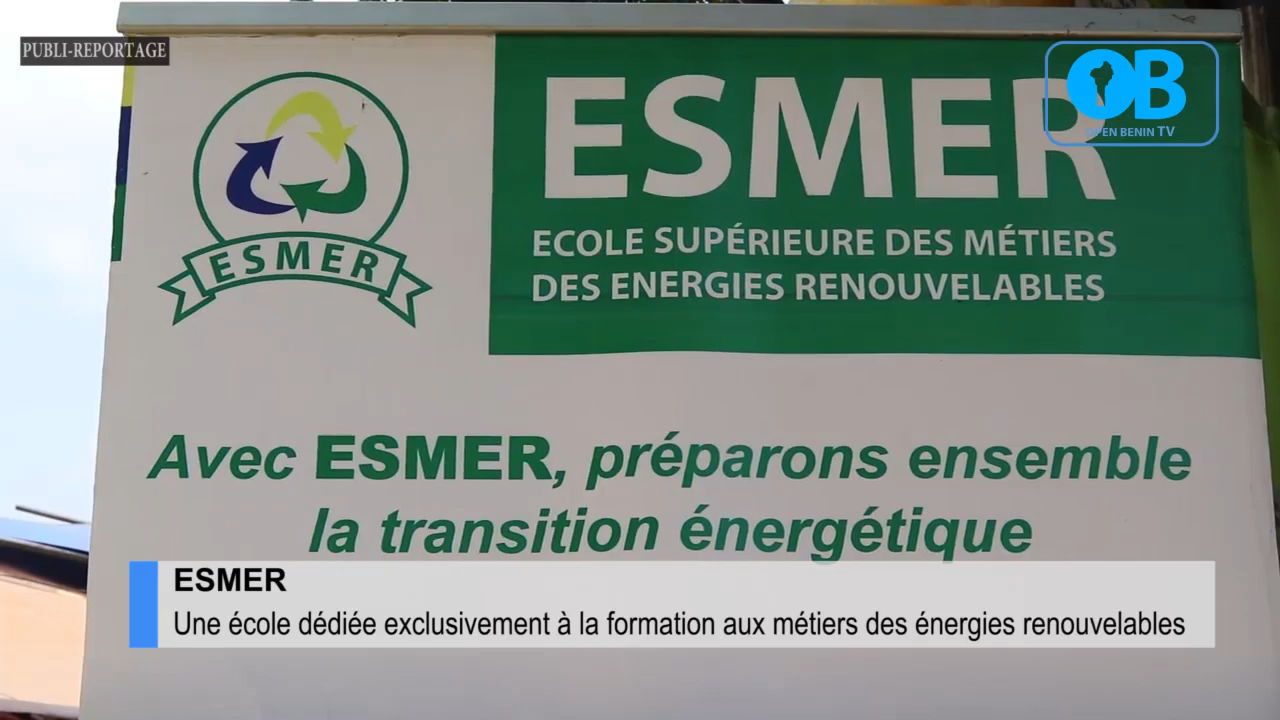 PUBLI-REPORTAGE
OB
OPEN BENIN TV
ESMER
ECOLE SUPÉRIEURE DES MÉTIERS
DES ENERGIES RENOUVELABLES
ESMER
Avec ESMER, préparons ensemble
la transition énergétique
ESMER
Une école dédiée exclusivement à la formation aux métiers des énergies renouvelables